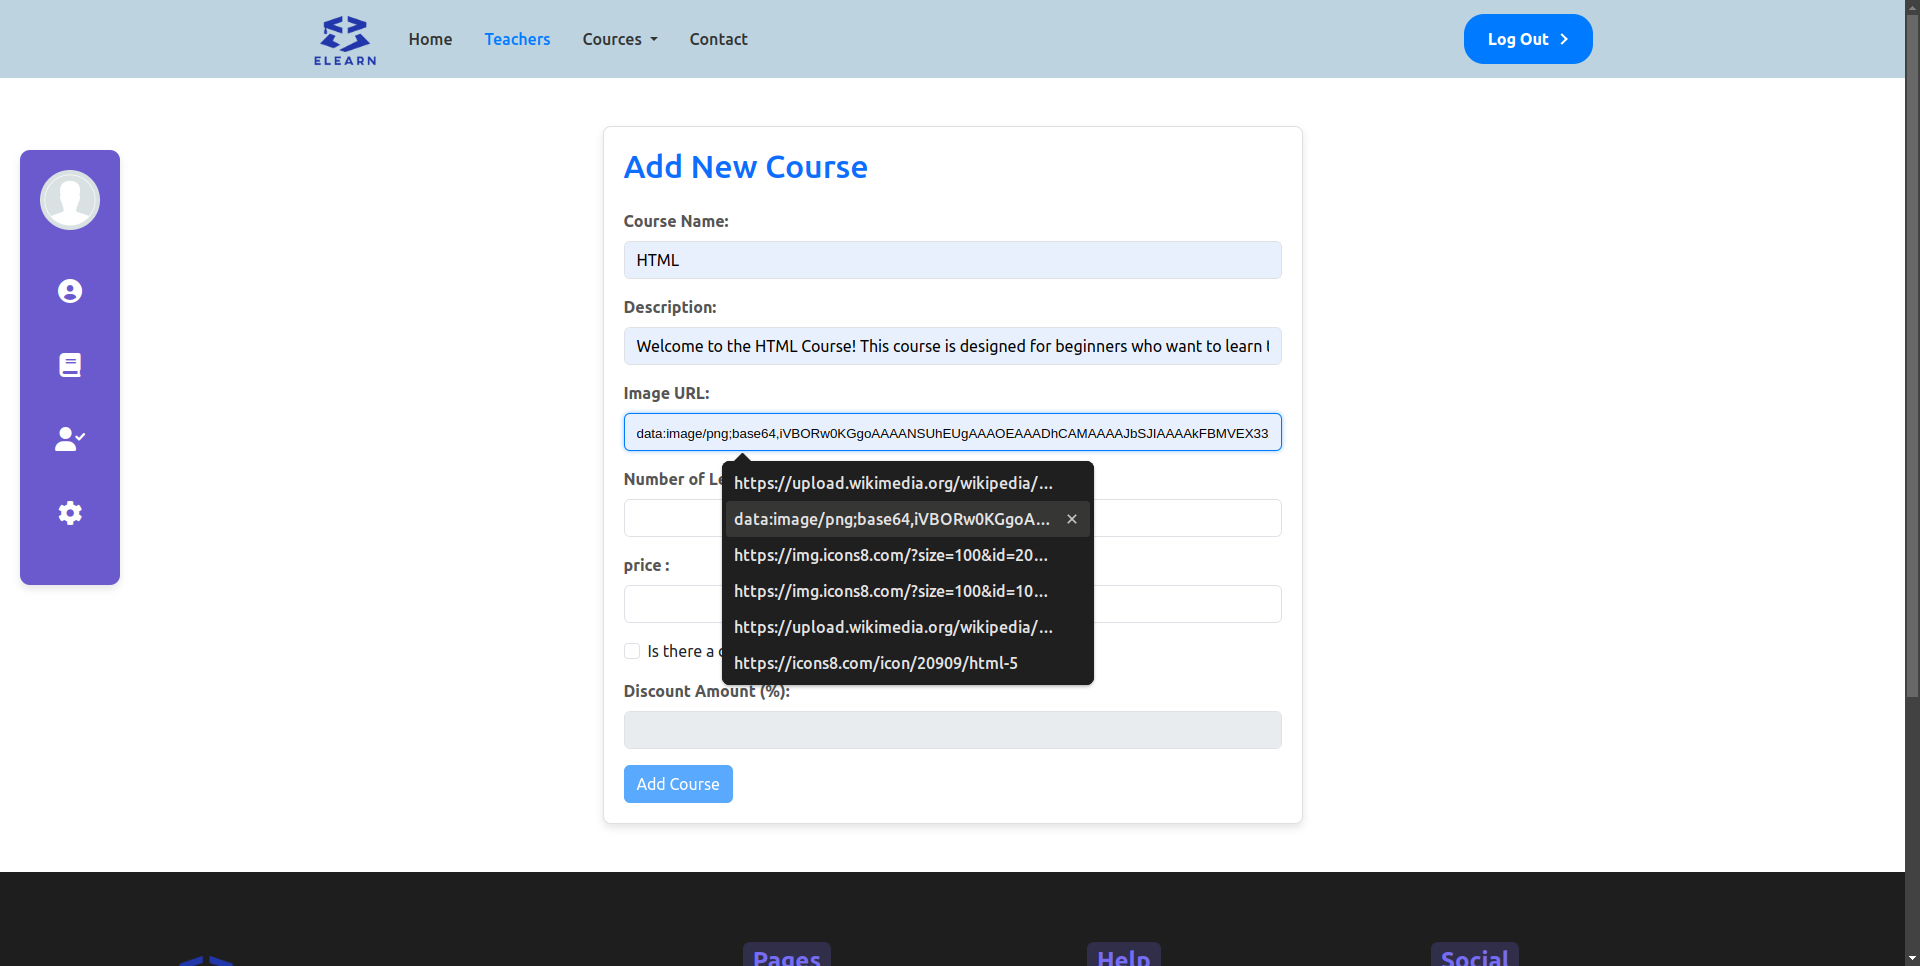 ELEARN
Home
Teachers
Cources
Contact
Log Out
Add New Course
Course Name:
HTML
Description:
Welcome to the HTML Course! This course is designed for beginners who want to learn
Image URL:
data:image/png;base64,iVBORw0KGgoAAAANSUhEUgAAAOEAAADhCAMAAAAJbSJIAAAAkFBMVEX33
Number of
https://upload.wikimedia.org/wikipedia/...
data:image/png;base64,iVBORw0KGgoA...
https://img.icons8.com/?size=100&id=20...
https://img.icons8.com/?size=100&id=10...
https://upload.wikimedia.org/wikipedia/...
https://icons8.com/icon/20909/html-5
price :
Is there a
Discount Amount (%):
Add Course
Pages
Help
Social